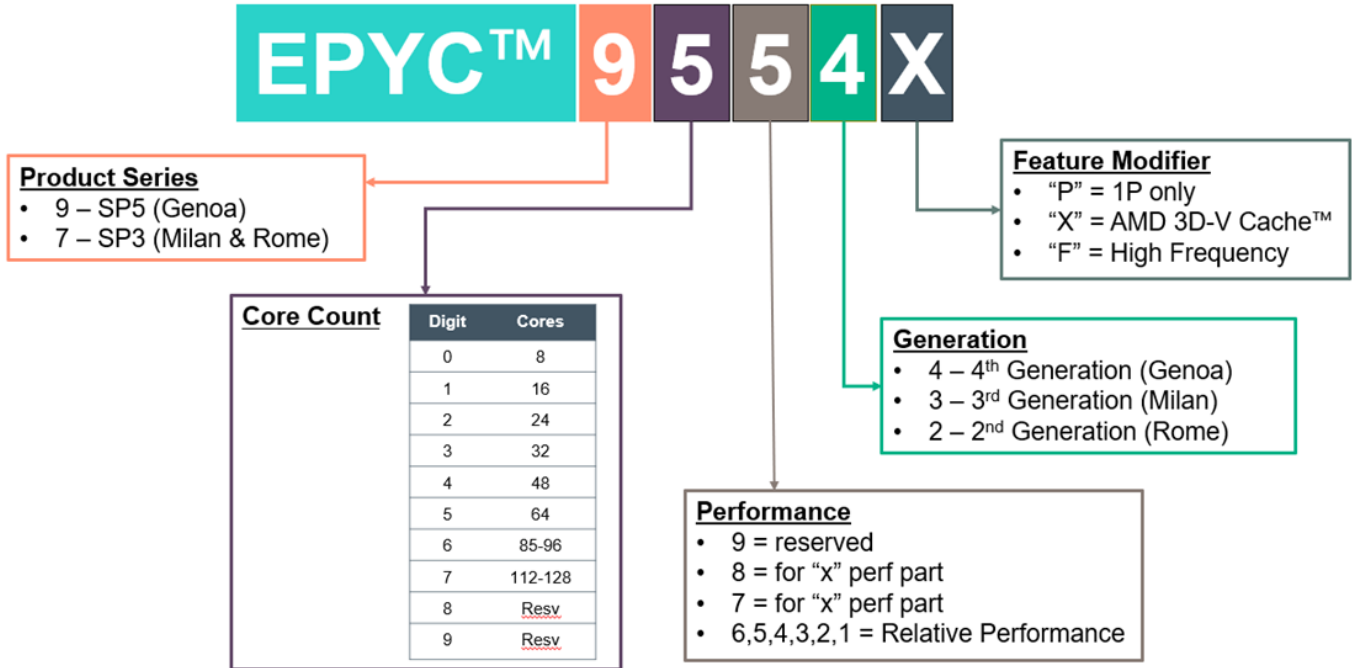 EPYC™ 9 5 5 4 X
Product Series
• 9 – SP5 (Genoa)
• 7 – SP3 (Milan & Rome)
Feature Modifier
• “P” = 1P only
• “X” = AMD 3D-V Cache™
• “F” = High Frequency
Core Count
Digit Cores
0 8
1 16
2 24
3 32
4 48
5 64
6 85-96
7 112-128
8 Resv
9 Resv
Generation
• 4 – 4th Generation (Genoa)
• 3 – 3rd Generation (Milan)
• 2 – 2nd Generation (Rome)
Performance
• 9 = reserved
• 8 = for “x” perf part
• 7 = for “x” perf part
• 6,5,4,3,2,1 = Relative Performance